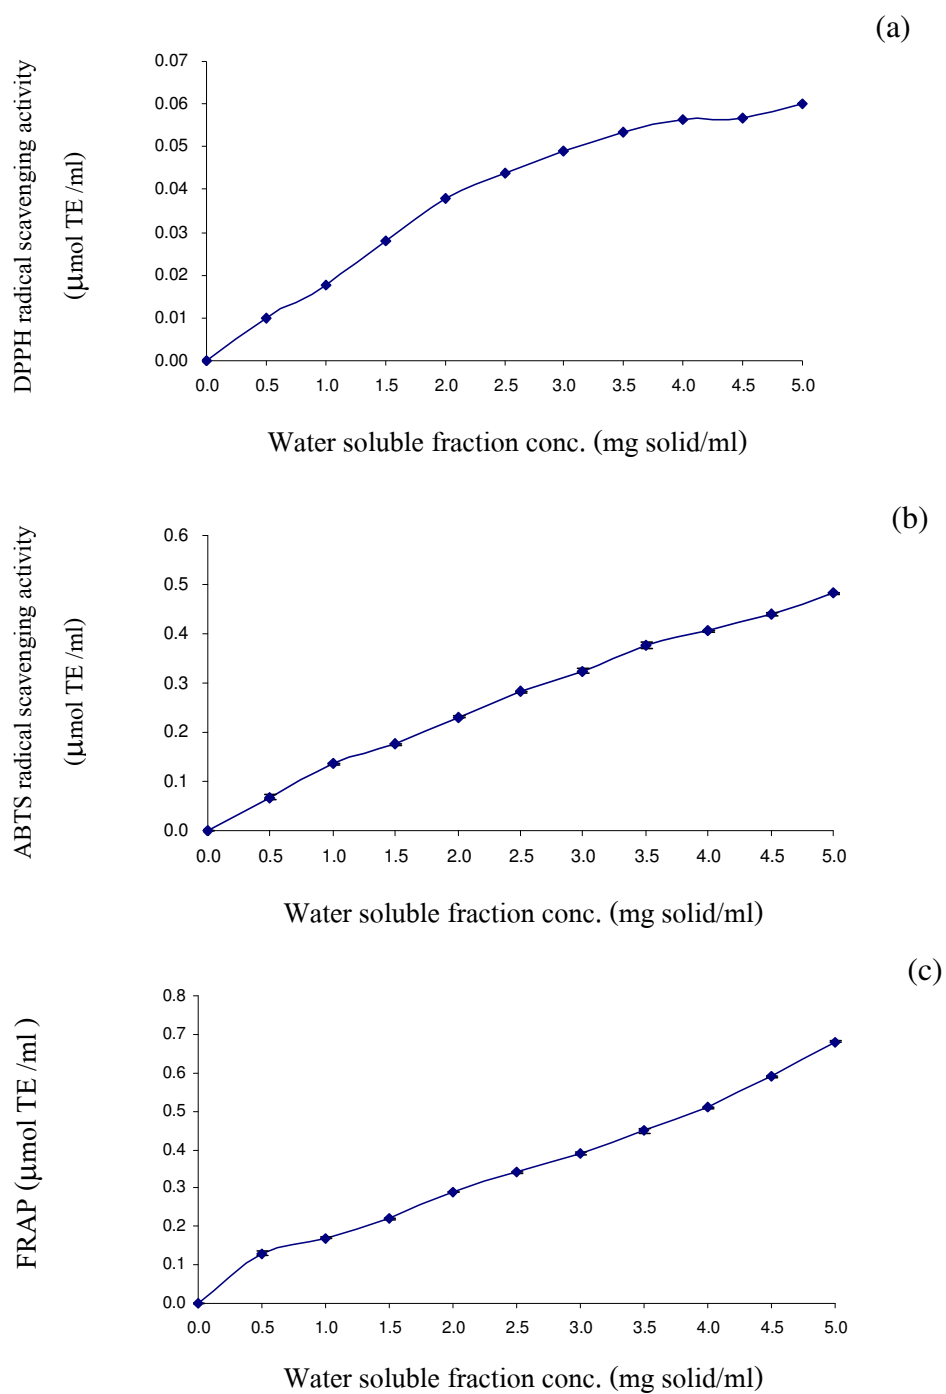 (a)
DPPH radical scavenging activity
(µmol TE /ml)
0.07
0.06
0.05
0.04
0.03
0.02
0.01
0.00
0.0 0.5 1.0 1.5 2.0 2.5 3.0 3.5 4.0 4.5 5.0
Water soluble fraction conc. (mg solid/ml)
(b)
ABTS radical scavenging activity
(µmol TE /ml)
0.6
0.5
0.4
0.3
0.2
0.1
0.0
0.0 0.5 1.0 1.5 2.0 2.5 3.0 3.5 4.0 4.5 5.0
Water soluble fraction conc. (mg solid/ml)
(c)
FRAP (µmol TE /ml )
0.8
0.7
0.6
0.5
0.4
0.3
0.2
0.1
0.0
0.0 0.5 1.0 1.5 2.0 2.5 3.0 3.5 4.0 4.5 5.0
Water soluble fraction conc. (mg solid/ml)